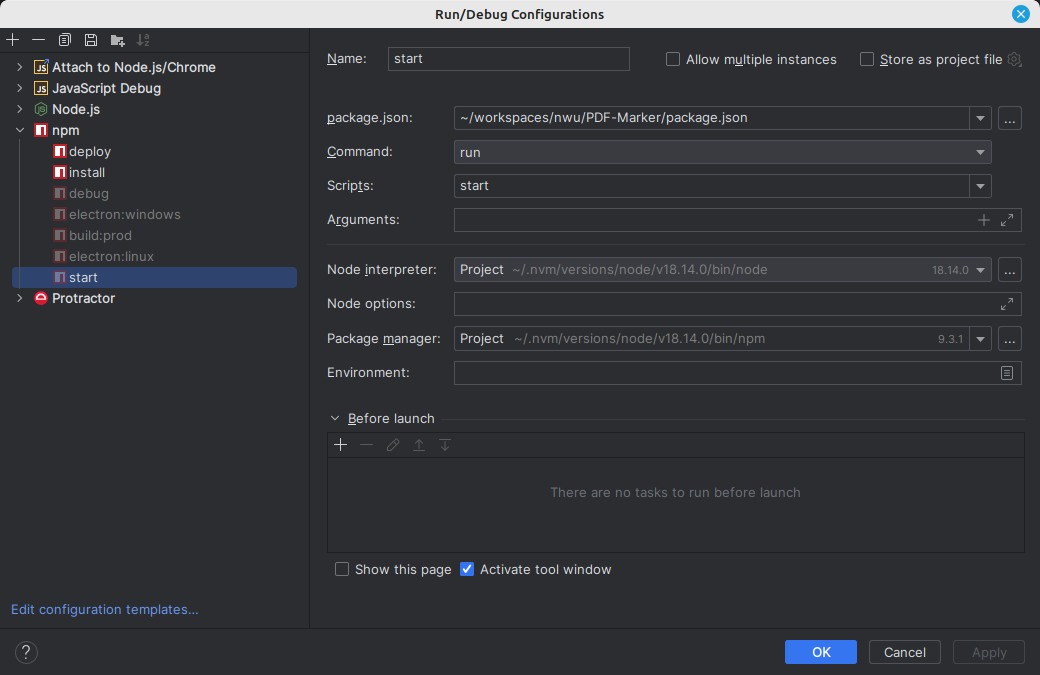 Run/Debug Configurations
Attach to Node.js/Chrome
JavaScript Debug
Node.js
npm
deploy
install
debug
electron:windows
build:prod
electron:linux
start
Protractor
Edit configuration templates...
Name: start Allow multiple instances Store as project file
package.json: ~/workspaces/nwu/PDF-Marker/package.json ...
Command: run
Scripts: start
Arguments:
Node interpreter: Project ~/.nvm/versions/node/v18.14.0/bin/node 18.14.0 ...
Node options:
Package manager: Project ~/.nvm/versions/node/v18.14.0/bin/npm 9.3.1 ...
Environment:
Before launch
There are no tasks to run before launch
Show this page Activate tool window
? OK Cancel Apply